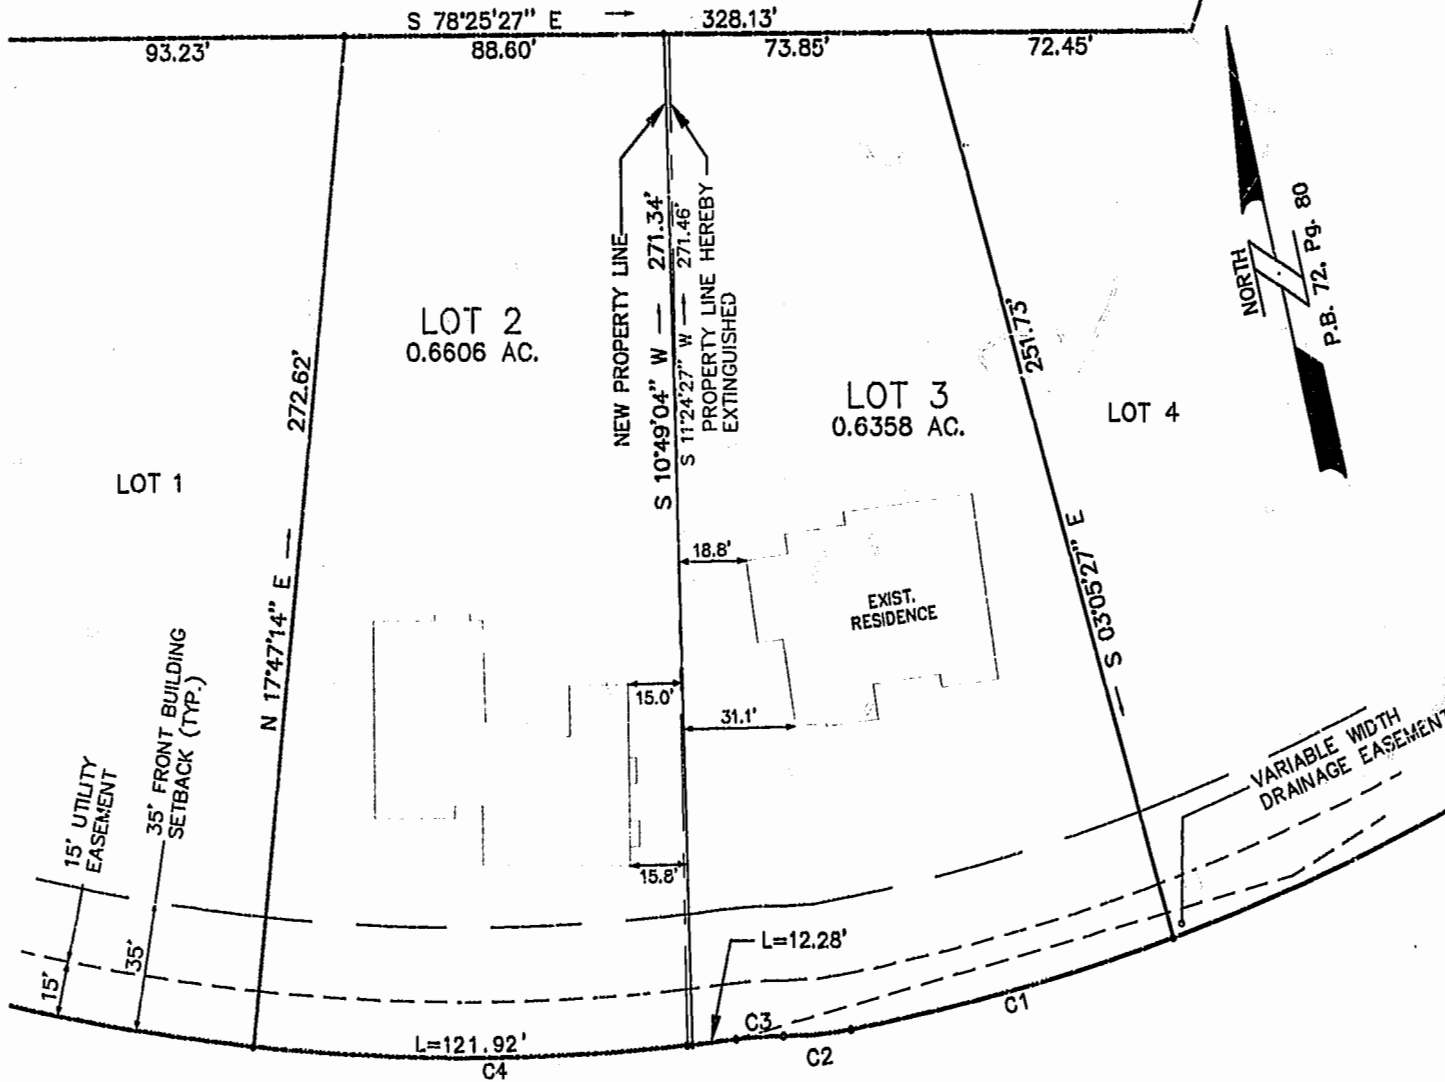 S 78°25'27" E
328.13'
93.23'
88.60'
73.85'
72.45'
NEW PROPERTY LINE
S 10°49'04" W — 271.34'
S 11°24'27" W — 271.46'
PROPERTY LINE HEREBY
EXTINGUISHED
NORTH
P.B. 72, Pg. 80
LOT 2
0.6606 AC.
272.62'
N 17°47'14" E —
251.73'
— S 03°05'27" E
LOT 3
0.6358 AC.
LOT 4
LOT 1
18.8'
EXIST.
RESIDENCE
15.0'
31.1'
15.8'
15' UTILITY
EASEMENT
35' FRONT BUILDING
SETBACK (TYP.)
VARIABLE WIDTH
DRAINAGE EASEMENT
15'
35'
L=12.28'
L=121.92'
C4
C3
C2
C1